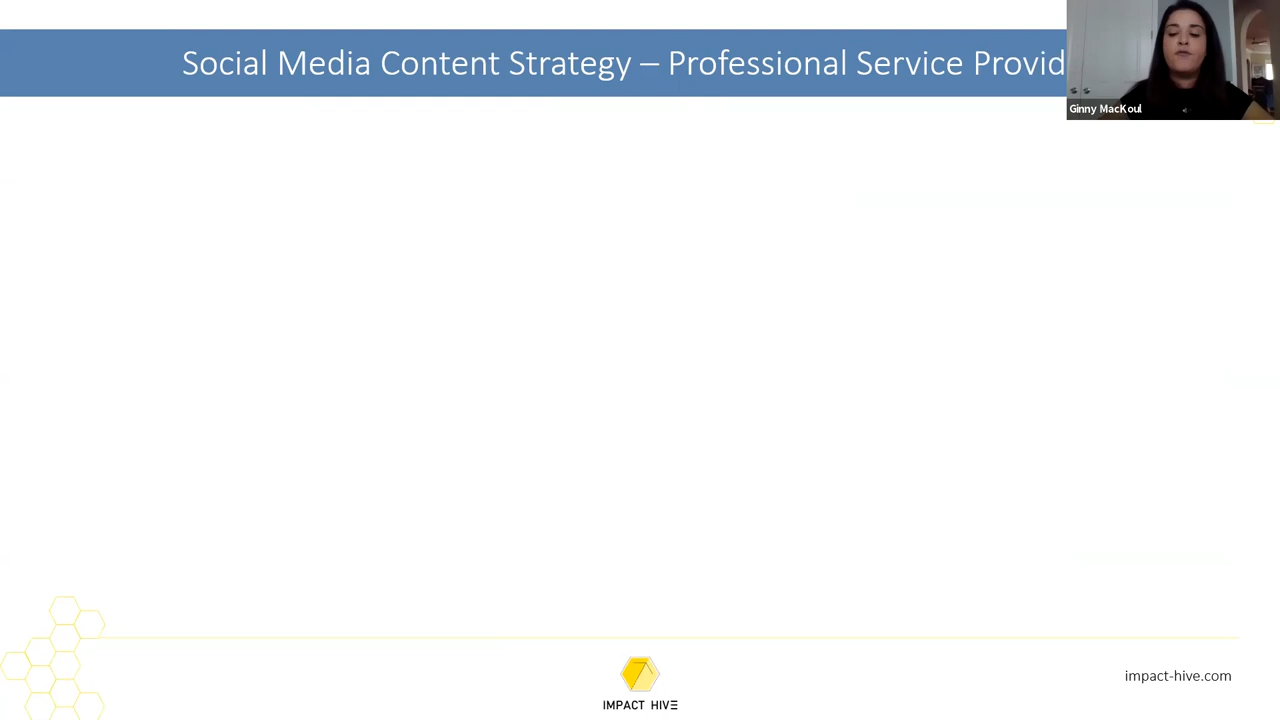 Social Media Content Strategy – Professional Service Provid
Ginny MacKoul
IMPACT HIVE
impact-hive.com